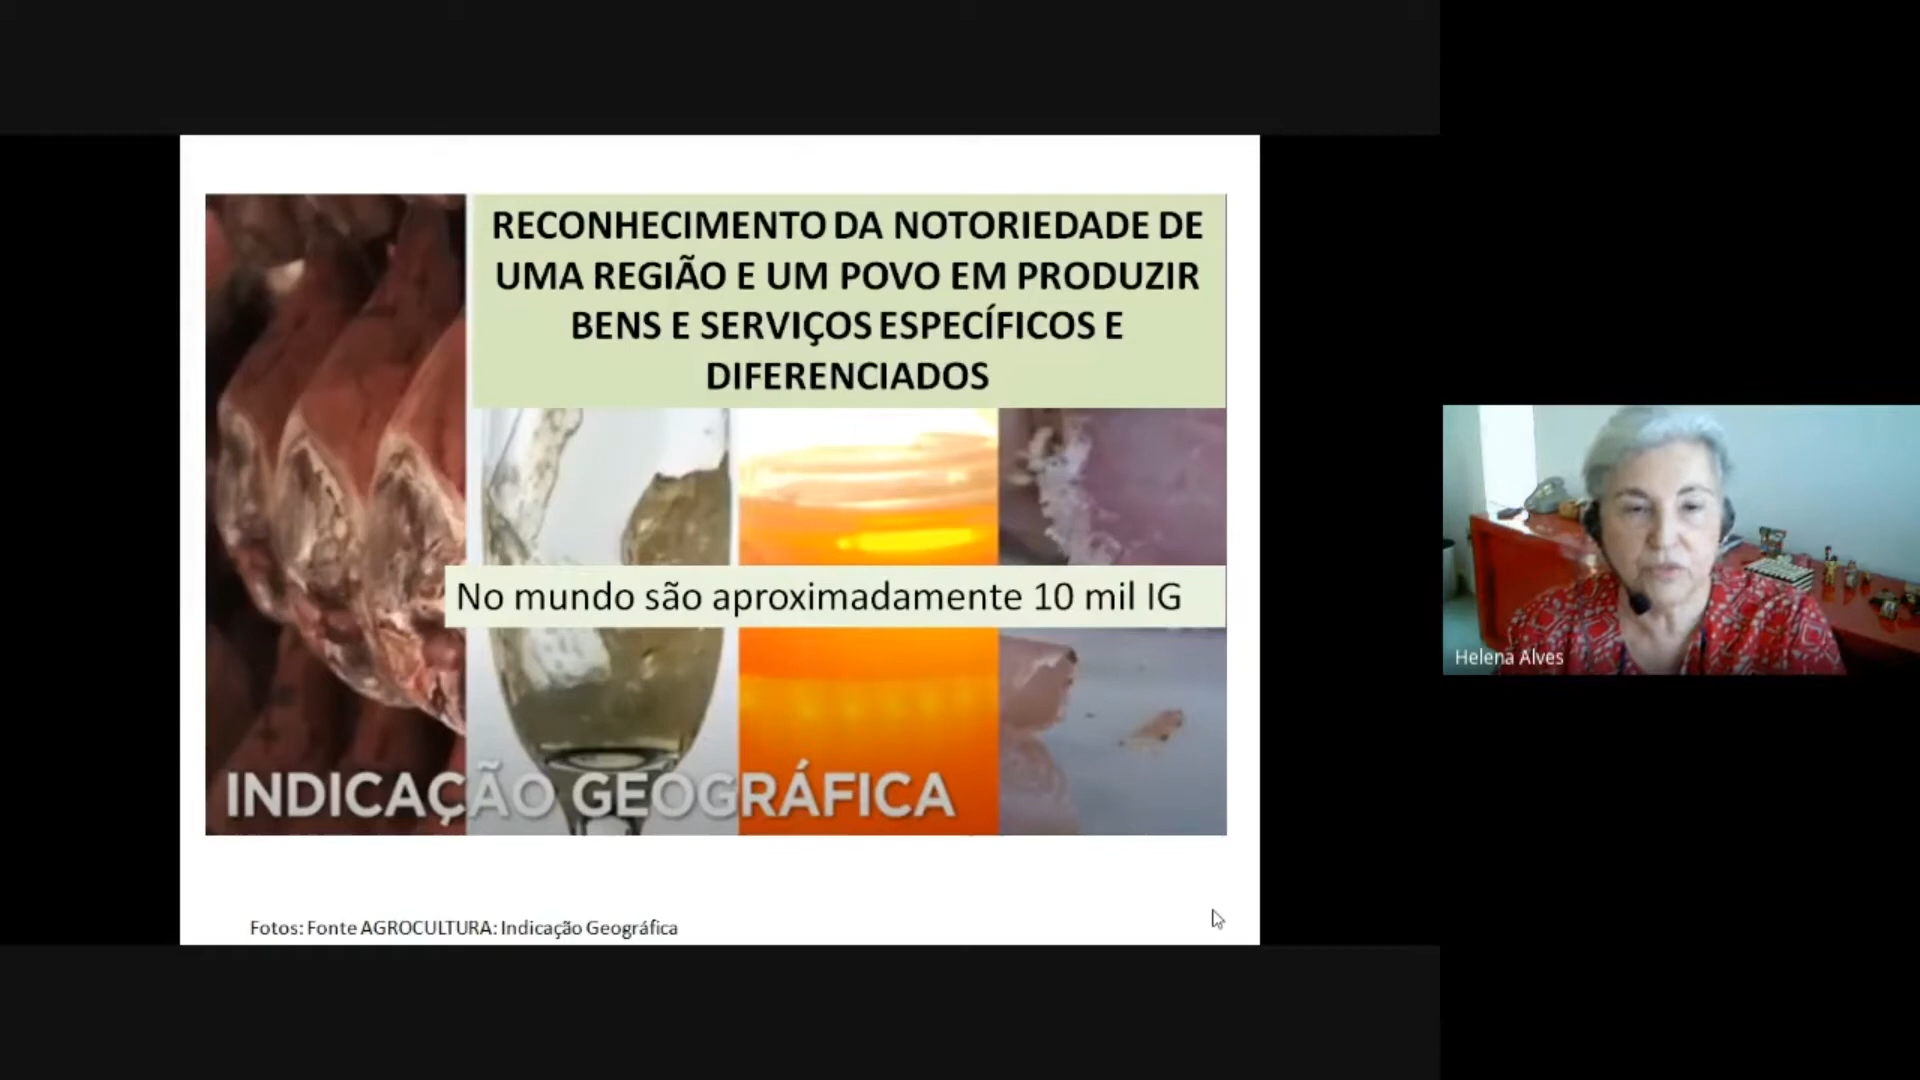 RECONHECIMENTO DA NOTORIEDADE DE
UMA REGIÃO E UM POVO EM PRODUZIR
BENS E SERVIÇOS ESPECÍFICOS E
DIFERENCIADOS
No mundo são aproximadamente 10 mil IG
INDICAÇÃO GEOGRÁFICA
Fotos: Fonte AGROCULTURA: Indicação Geográfica
Helena Alves